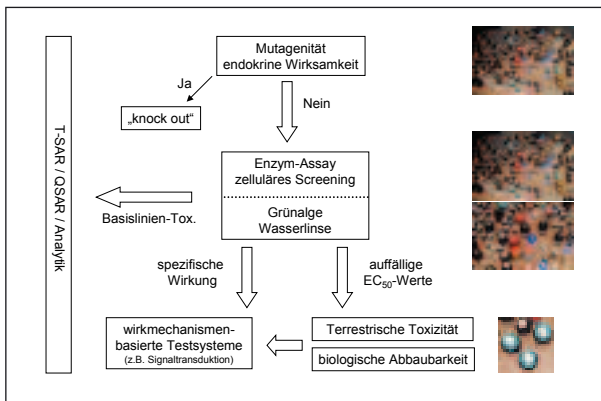 Mutagenität
endokrine Wirksamkeit
Ja
Nein
„knock out“
T-SAR / QSAR / Analytik
Enzym-Assay
zelluläres Screening
Grünalge
Wasserlinse
Basislinien-Tox.
spezifische
Wirkung
auffällige
EC50-Werte
wirkmechanismen-
basierte Testsysteme
(z.B. Signaltransduktion)
Terrestrische Toxizität
biologische Abbaubarkeit